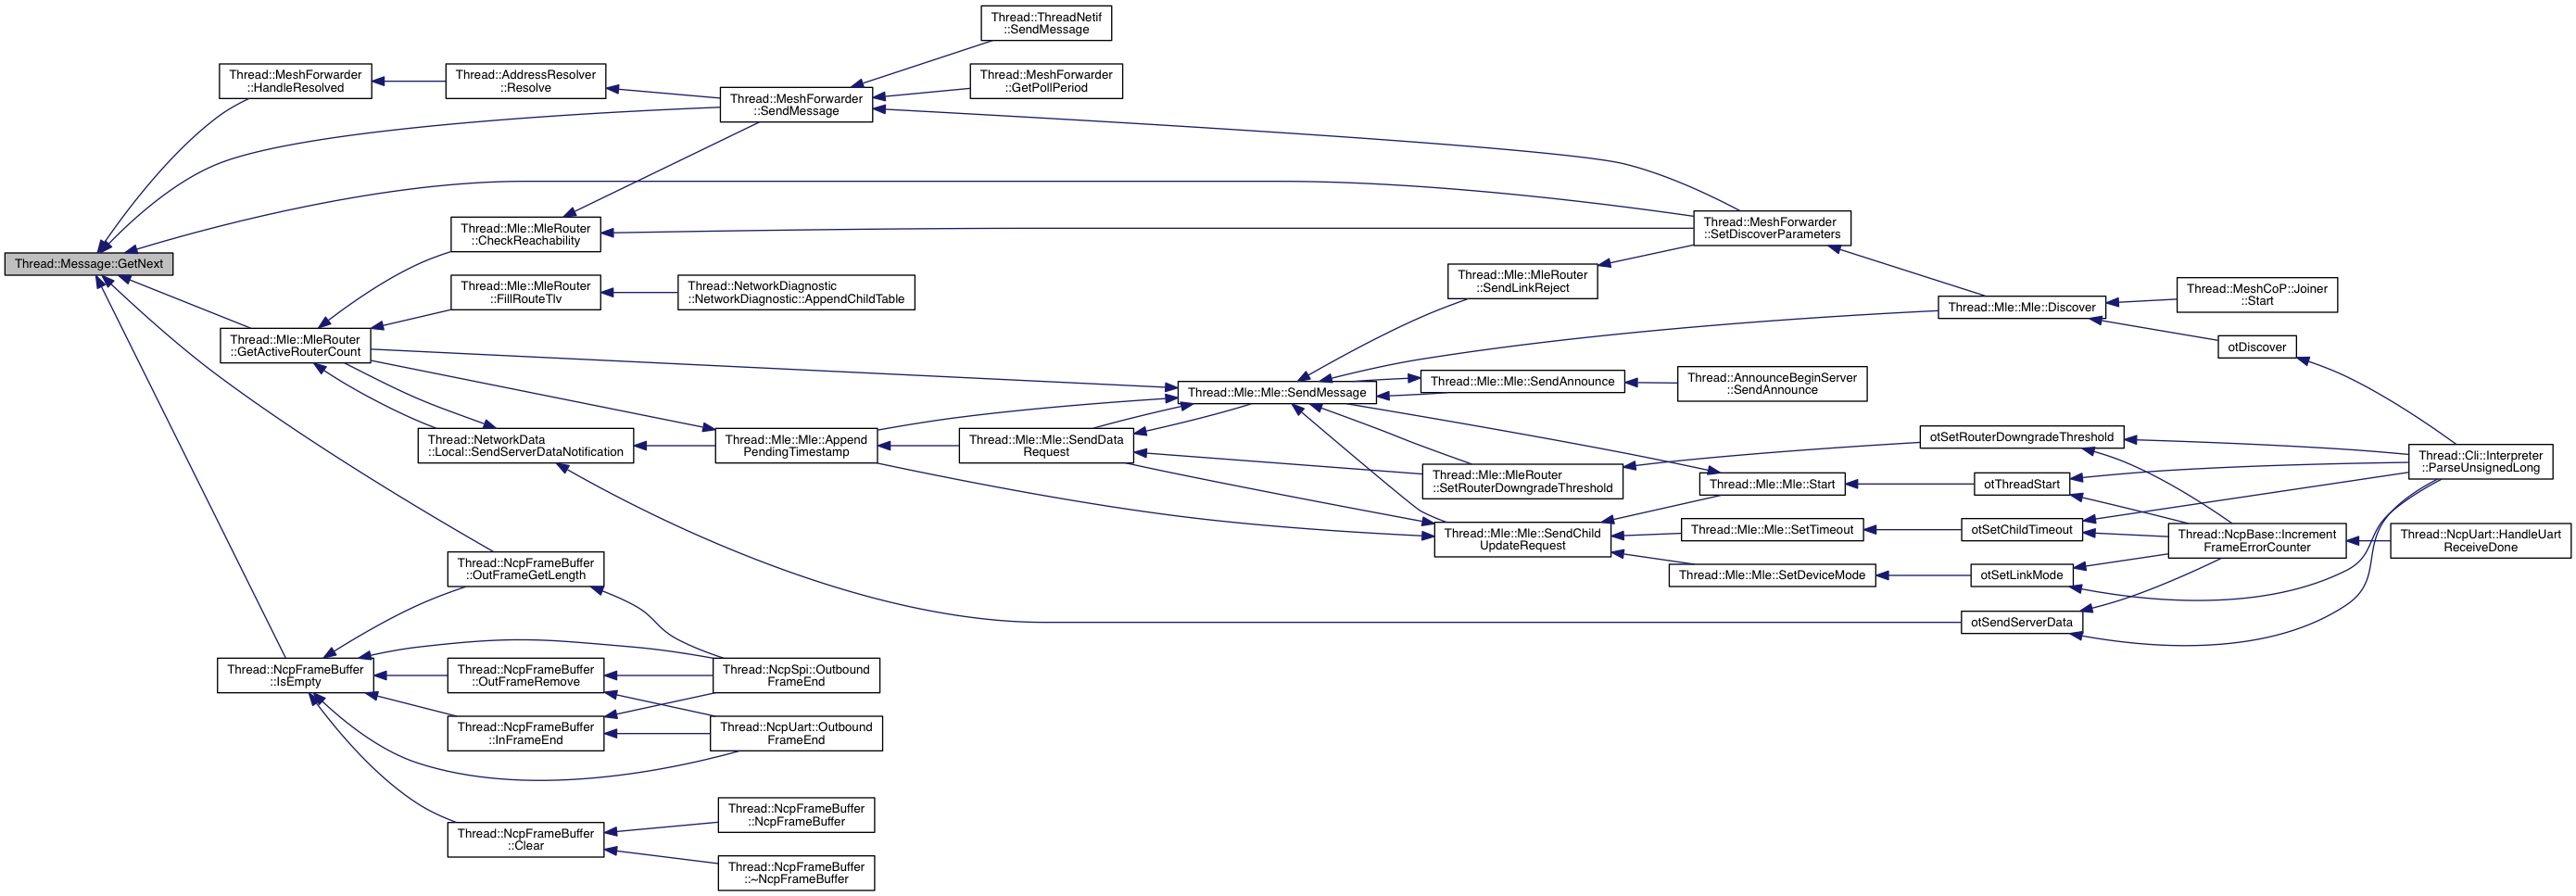 Thread::ThreadNetif
::SendMessage
Thread::MeshForwarder
::HandleResolved
Thread::AddressResolver
::Resolve
Thread::MeshForwarder
::GetPollPeriod
Thread::MeshForwarder
::SendMessage
Thread::Mle::MleRouter
::CheckReachability
Thread::MeshForwarder
::SetDiscoverParameters
Thread::Message::GetNext
Thread::Mle::MleRouter
::FillRouteTlv
Thread::NetworkDiagnostic
::NetworkDiagnostic::AppendChildTable
Thread::Mle::MleRouter
::SendLinkReject
Thread::Mle::Mle::Discover
Thread::MeshCoP::Joiner
::Start
Thread::Mle::MleRouter
::GetActiveRouterCount
otDiscover
Thread::Mle::Mle::SendMessage
Thread::Mle::Mle::SendAnnounce
Thread::AnnounceBeginServer
::SendAnnounce
Thread::NetworkData
::Local::SendServerDataNotification
Thread::Mle::Mle::Append
PendingTimestamp
Thread::Mle::Mle::SendData
Request
otSetRouterDowngradeThreshold
Thread::Cli::Interpreter
::ParseUnsignedLong
Thread::Mle::MleRouter
::SetRouterDowngradeThreshold
Thread::Mle::Mle::Start
otThreadStart
Thread::Mle::Mle::SendChild
UpdateRequest
Thread::Mle::Mle::SetTimeout
otSetChildTimeout
Thread::NcpBase::Increment
FrameErrorCounter
Thread::NcpUart::HandleUart
ReceiveDone
Thread::NcpFrameBuffer
::OutFrameGetLength
Thread::Mle::Mle::SetDeviceMode
otSetLinkMode
otSendServerData
Thread::NcpFrameBuffer
::IsEmpty
Thread::NcpFrameBuffer
::OutFrameRemove
Thread::NcpSpi::Outbound
FrameEnd
Thread::NcpFrameBuffer
::InFrameEnd
Thread::NcpUart::Outbound
FrameEnd
Thread::NcpFrameBuffer
::NcpFrameBuffer
Thread::NcpFrameBuffer
::Clear
Thread::NcpFrameBuffer
::~NcpFrameBuffer